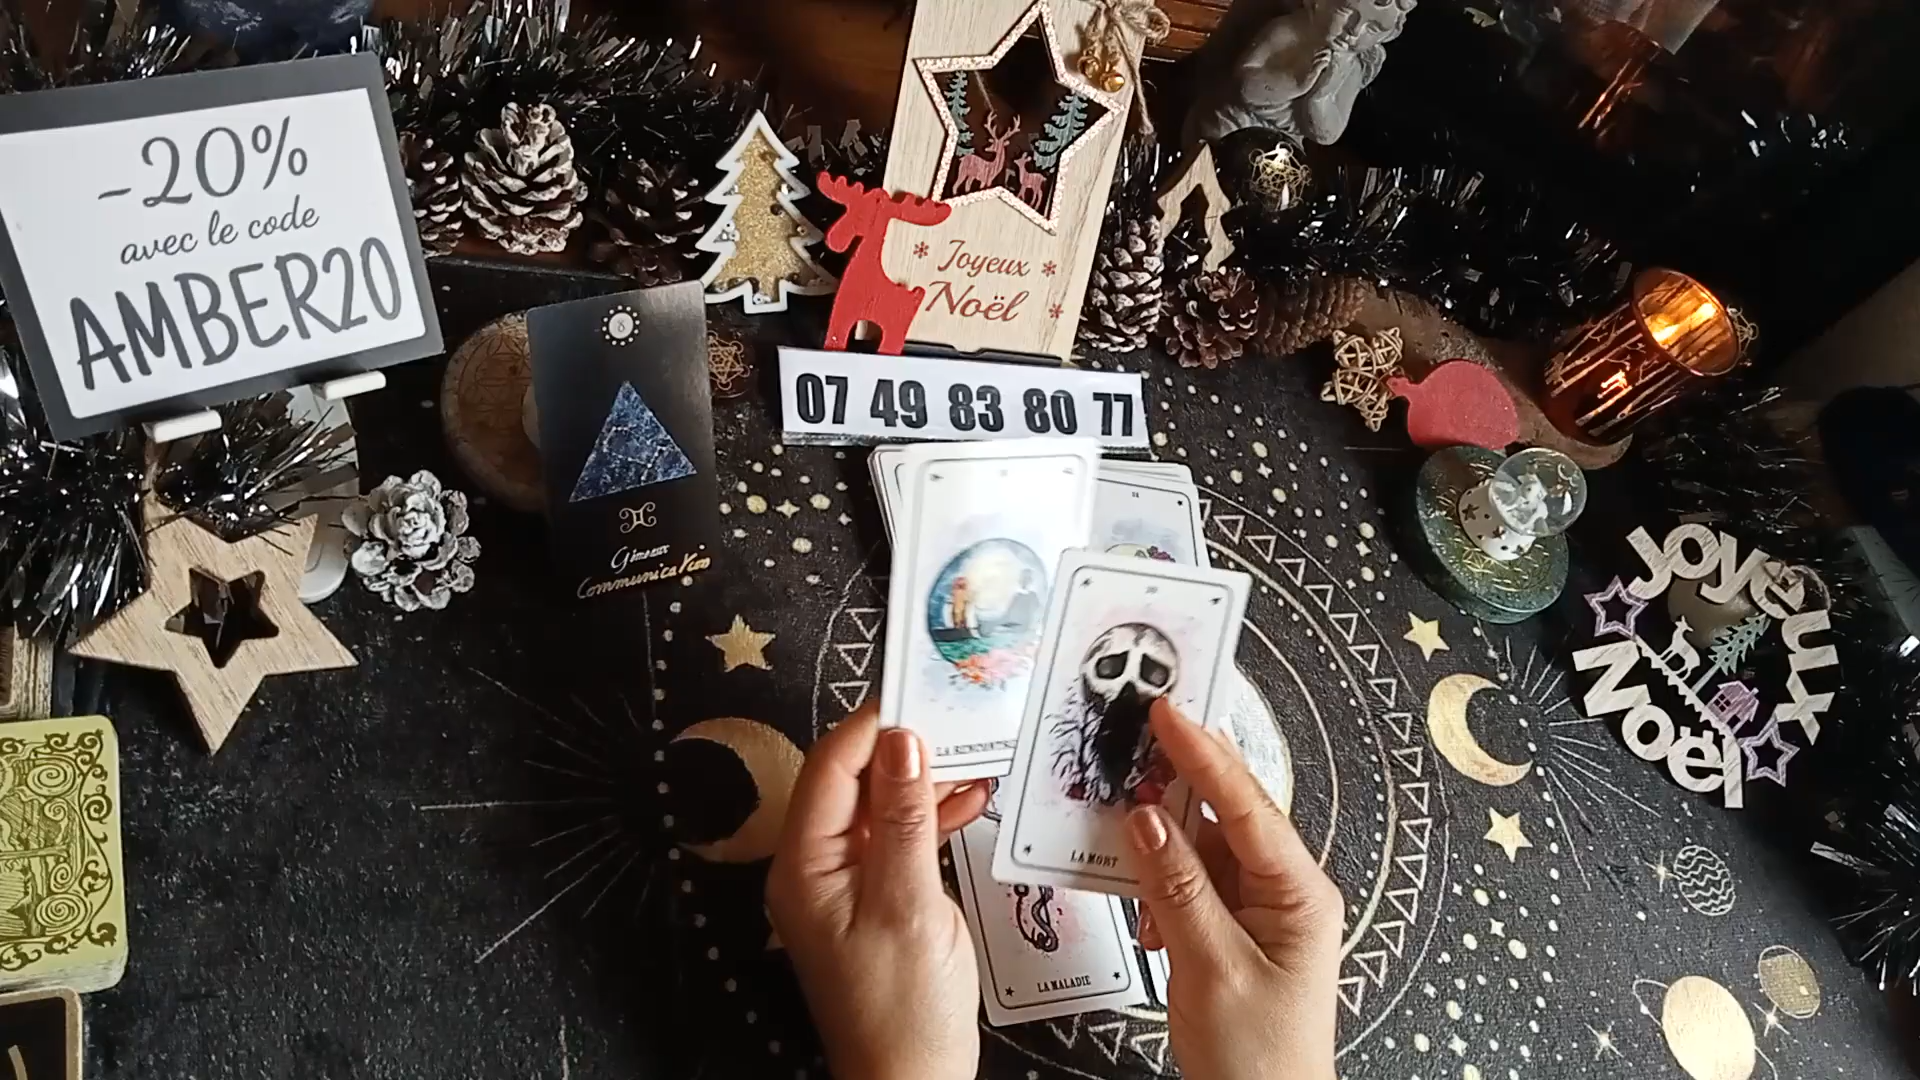 -20%
avec le code
AMBER20
Joyeux
Noël
07 49 83 80 77
Gémeaux
Communication
LA RENCONTRE
LA MORT
LA MALADIE
Joyeux
Noël